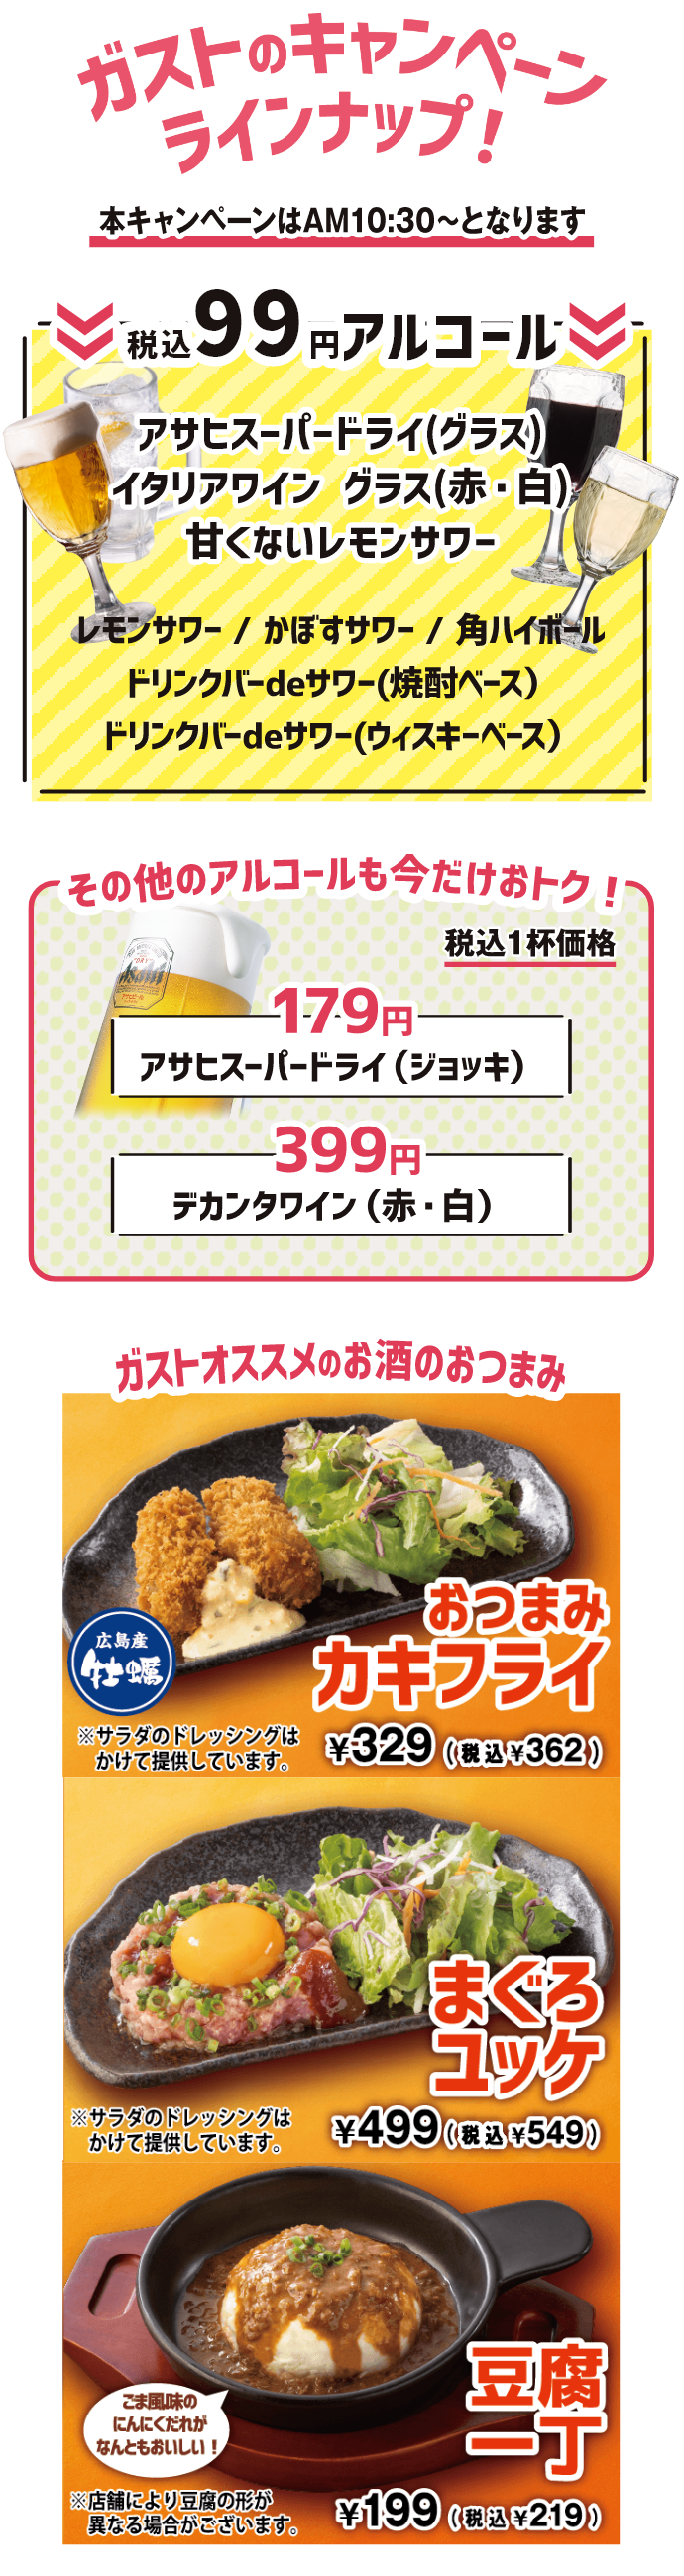 ガストのキャンペーン
ラインナップ!
本キャンペーンはAM10:30～となります
税込99円アルコール
アサヒスーパードライ(グラス)
イタリアワイン グラス(赤・白)
甘くないレモンサワー
レモンサワー / かぼすサワー / 角ハイボール
ドリンクバーdeサワー(焼酎ベース)
ドリンクバーdeサワー(ウィスキーベース)
その他のアルコールも今だけおトク!
税込1杯価格
Asahi
179円
アサヒスーパードライ(ジョッキ)
399円
デカンタワイン(赤・白)
ガストオススメのお酒のおつまみ
おつまみ
カキフライ
広島産
牡蠣
※サラダのドレッシングは
かけて提供しています。
¥329(税込¥362)
まぐろ
ユッケ
※サラダのドレッシングは
かけて提供しています。
¥499(税込¥549)
豆腐
一丁
ごま風味の
にんにくだれが
なんともおいしい!
※店舗により豆腐の形が
異なる場合がございます。
¥199(税込¥219)